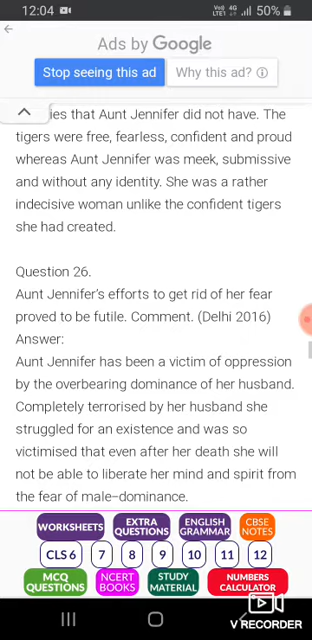 12:04
Vo)) 4G
LTE1
50%
Ads by Google
Stop seeing this ad
Why this ad?
ies that Aunt Jennifer did not have. The
tigers were free, fearless, confident and proud
whereas Aunt Jennifer was meek, submissive
and without any identity. She was a rather
indecisive woman unlike the confident tigers
she had created.
Question 26.
Aunt Jennifer's efforts to get rid of her fear
proved to be futile. Comment. (Delhi 2016)
Answer:
Aunt Jennifer has been a victim of oppression
by the overbearing dominance of her husband.
Completely terrorised by her husband she
struggled for an existence and was so
victimised that even after her death she will
not be able to liberate her mind and spirit from
the fear of male-dominance.
WORKSHEETS
EXTRA QUESTIONS
ENGLISH GRAMMAR
CBSE NOTES
CLS 6 7 8 9 10 11 12
MCQ QUESTIONS
NCERT BOOKS
STUDY MATERIAL
NUMBERS CALCULATOR
V RECORDER